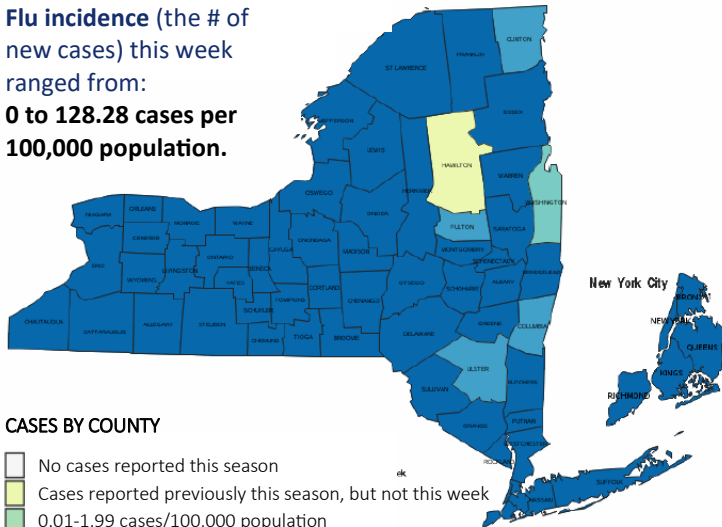 Flu incidence (the # of
new cases) this week
ranged from:
0 to 128.28 cases per
100,000 population.
CLINTON
FRANKLIN
ST LAWRENCE
ESSEX
JEFFERSON
LEWIS
HAMILTON
WARREN
WASHINGTON
HERKIMER
OSWEGO
ONEIDA
FULTON
SARATOGA
NIAGARA
ORLEANS
MONROE
WAYNE
GENESEE
ONTARIO
CAYUGA
ONONDAGA
MADISON
MONTGOMERY
SCHENECTADY
RENSSELAER
ERIE
WYOMING
LIVINGSTON
YATES
SENECA
CORTLAND
OTSEGO
SCHOHARIE
ALBANY
TOMPKINS
CHENANGO
SCHUYLER
CHAUTAUQUA
CATTARAUGUS
ALLEGANY
STEUBEN
CHEMUNG
TIOGA
BROOME
DELAWARE
GREENE
COLUMBIA
ULSTER
DUTCHESS
SULLIVAN
ORANGE
PUTNAM
WESTCHESTER
ROCKLAND
NASSAU
SUFFOLK
New York City
BRONX
NEW YORK
QUEENS
KINGS
RICHMOND
CASES BY COUNTY
No cases reported this season
ek.
Cases reported previously this season, but not this week
0.01-1.99 cases/100,000 population